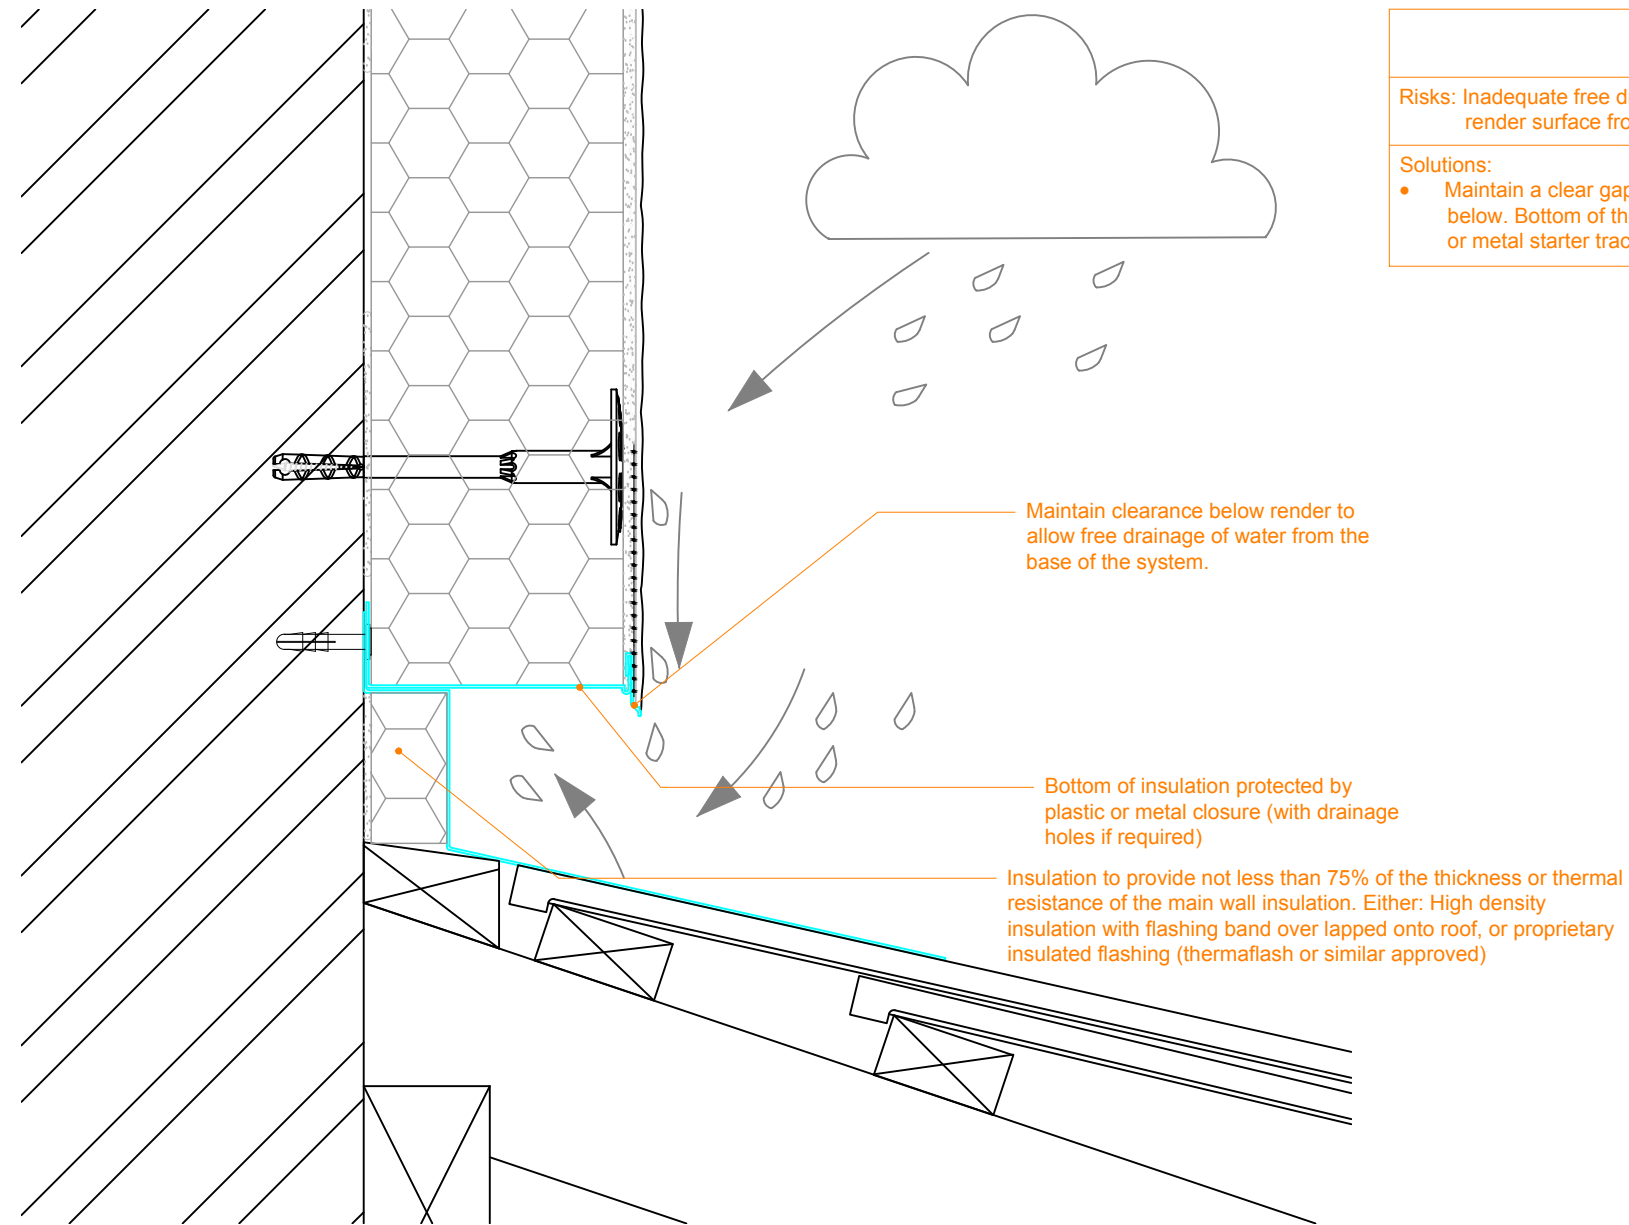 Risks: Inadequate free d
render surface fro
Solutions:
• Maintain a clear gap
below. Bottom of th
or metal starter trac
Maintain clearance below render to
allow free drainage of water from the
base of the system.
Bottom of insulation protected by
plastic or metal closure (with drainage
holes if required)
Insulation to provide not less than 75% of the thickness or thermal
resistance of the main wall insulation. Either: High density
insulation with flashing band over lapped onto roof, or proprietary
insulated flashing (thermaflash or similar approved)